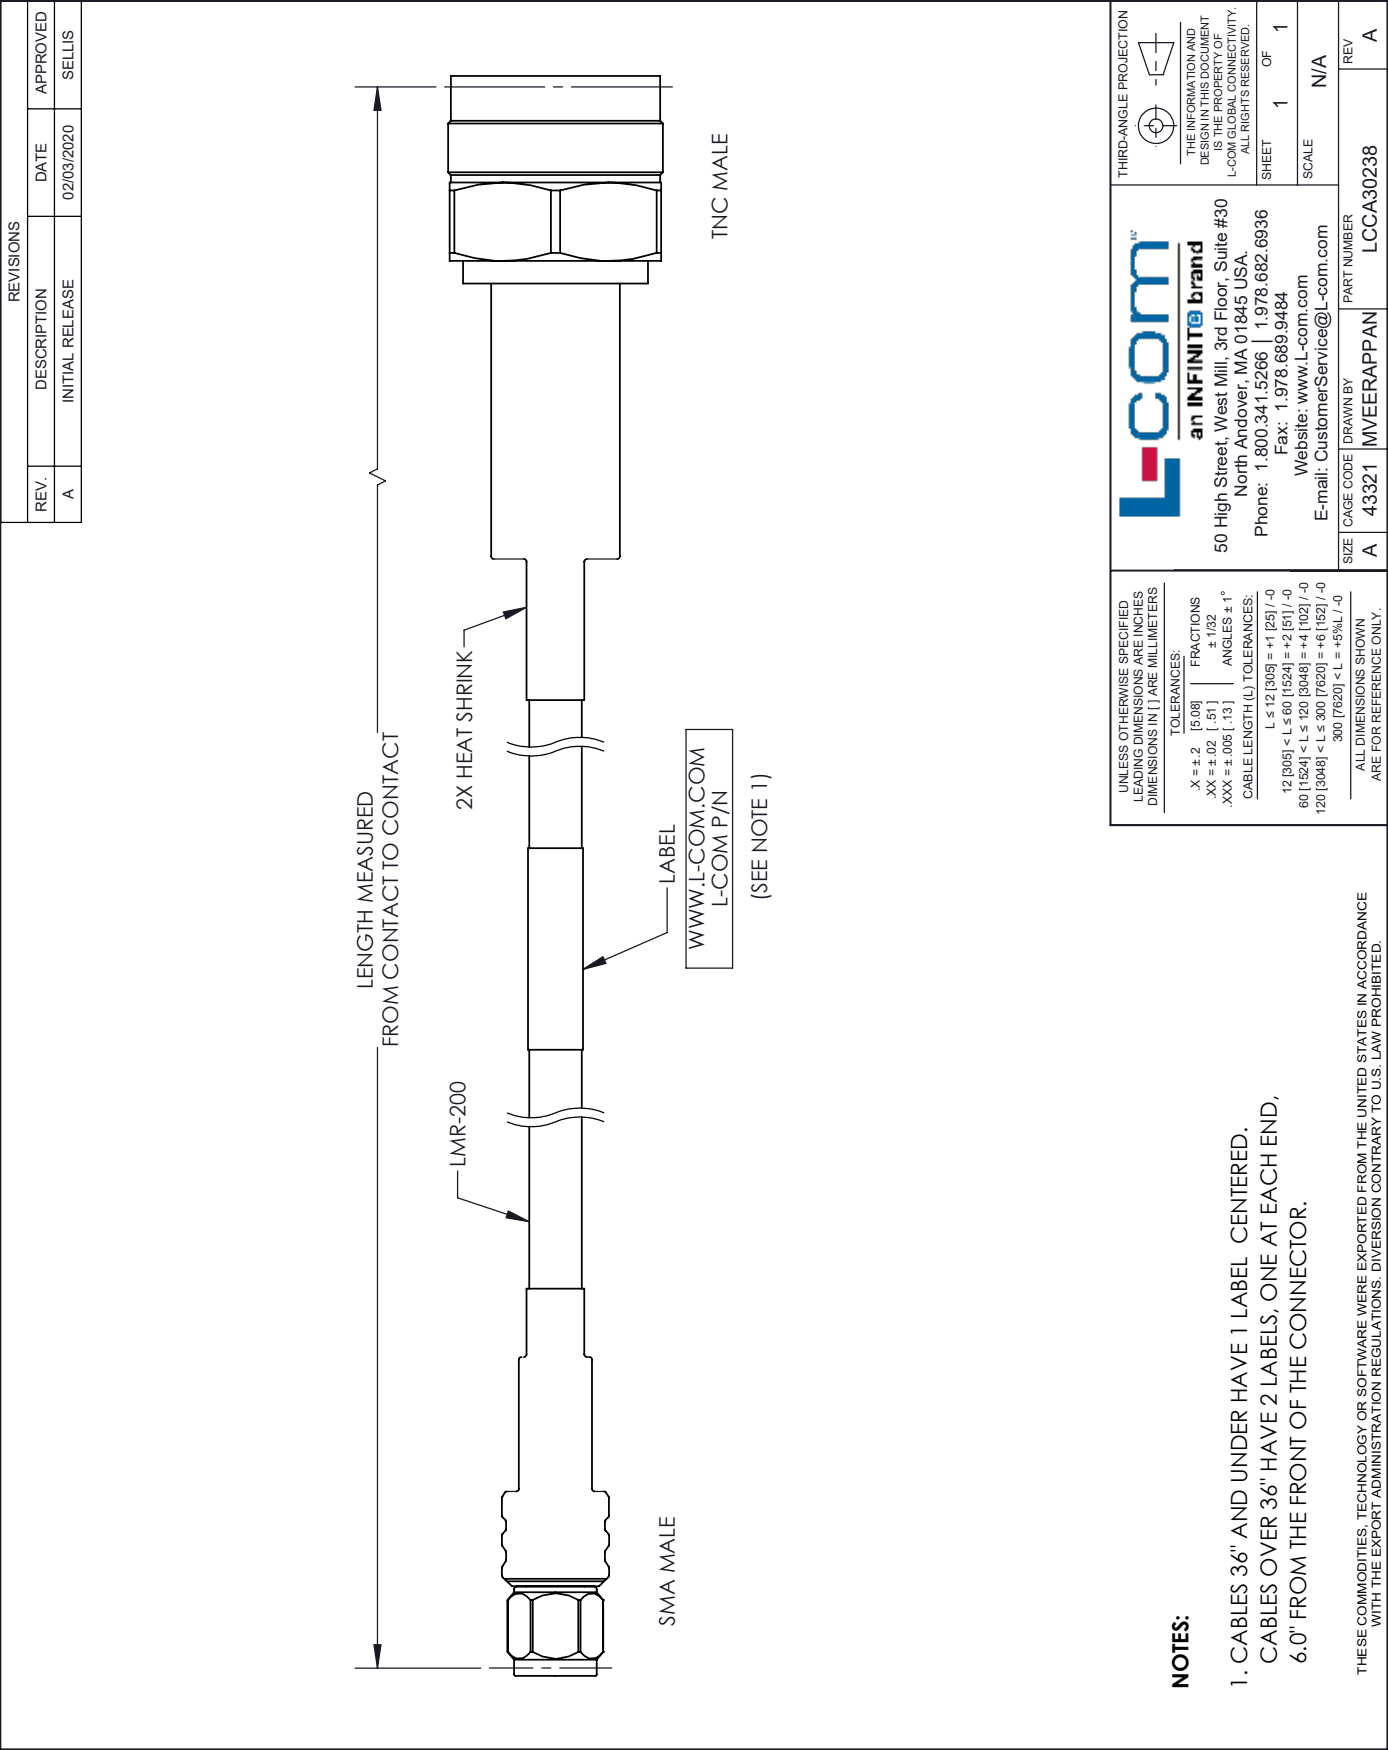 REVISIONS
REV. DESCRIPTION DATE APPROVED
A INITIAL RELEASE 02/03/2020 SELLIS
LENGTH MEASURED
FROM CONTACT TO CONTACT
LMR-200
2X HEAT SHRINK
LABEL
WWW.L-COM.COM
L-COM P/N
(SEE NOTE 1)
SMA MALE
TNC MALE
NOTES:
1. CABLES 36" AND UNDER HAVE 1 LABEL CENTERED.
CABLES OVER 36" HAVE 2 LABELS, ONE AT EACH END,
6.0" FROM THE FRONT OF THE CONNECTOR.
THESE COMMODITIES, TECHNOLOGY OR SOFTWARE WERE EXPORTED FROM THE UNITED STATES IN ACCORDANCE
WITH THE EXPORT ADMINISTRATION REGULATIONS. DIVERSION CONTRARY TO U.S. LAW PROHIBITED.
UNLESS OTHERWISE SPECIFIED
LEADING DIMENSIONS ARE INCHES
DIMENSIONS IN [ ] ARE MILLIMETERS
TOLERANCES:
.X = ± .2 [5.08] FRACTIONS
.XX = ± .02 [ .51 ] ± 1/32
.XXX = ± .005 [ .13 ] ANGLES ± 1°
CABLE LENGTH (L) TOLERANCES:
L ≤ 12 [305] = +1 [25] / -0
12 [305] < L ≤ 60 [1524] = +2 [51] / -0
60 [1524] < L ≤ 120 [3048] = +4 [102] / -0
120 [3048] < L ≤ 300 [7620] = +6 [152] / -0
300 [7620] < L = +5%L / -0
ALL DIMENSIONS SHOWN
ARE FOR REFERENCE ONLY.
L-com
an INFINIT@ brand
50 High Street, West Mill, 3rd Floor, Suite #30
North Andover, MA 01845 USA.
Phone: 1.800.341.5266 | 1.978.682.6936
Fax: 1.978.689.9484
Website: www.L-com.com
E-mail: CustomerService@L-com.com
THIRD-ANGLE PROJECTION
THE INFORMATION AND
DESIGN IN THIS DOCUMENT
IS THE PROPERTY OF
L-COM GLOBAL CONNECTIVITY.
ALL RIGHTS RESERVED.
SHEET 1 OF 1
SCALE N/A
SIZE CAGE CODE DRAWN BY PART NUMBER REV
A 43321 MVEERAPPAN LCCA30238 A